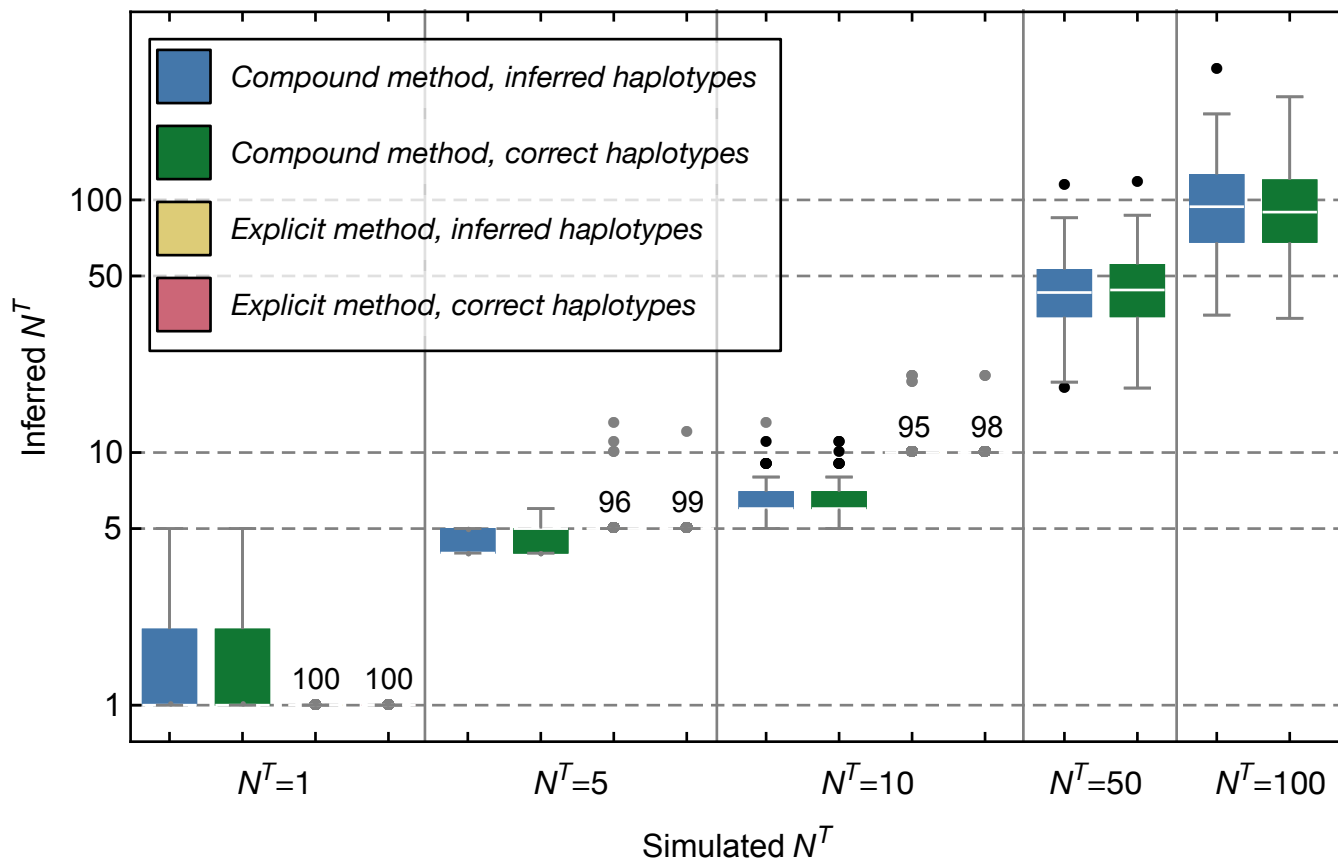 Compound method, inferred haplotypes
Compound method, correct haplotypes
Explicit method, inferred haplotypes
Explicit method, correct haplotypes
100
50
10
5
1
Inferred N^T
100
100
96
99
95
98
N^T=1
N^T=5
N^T=10
N^T=50
N^T=100
Simulated N^T